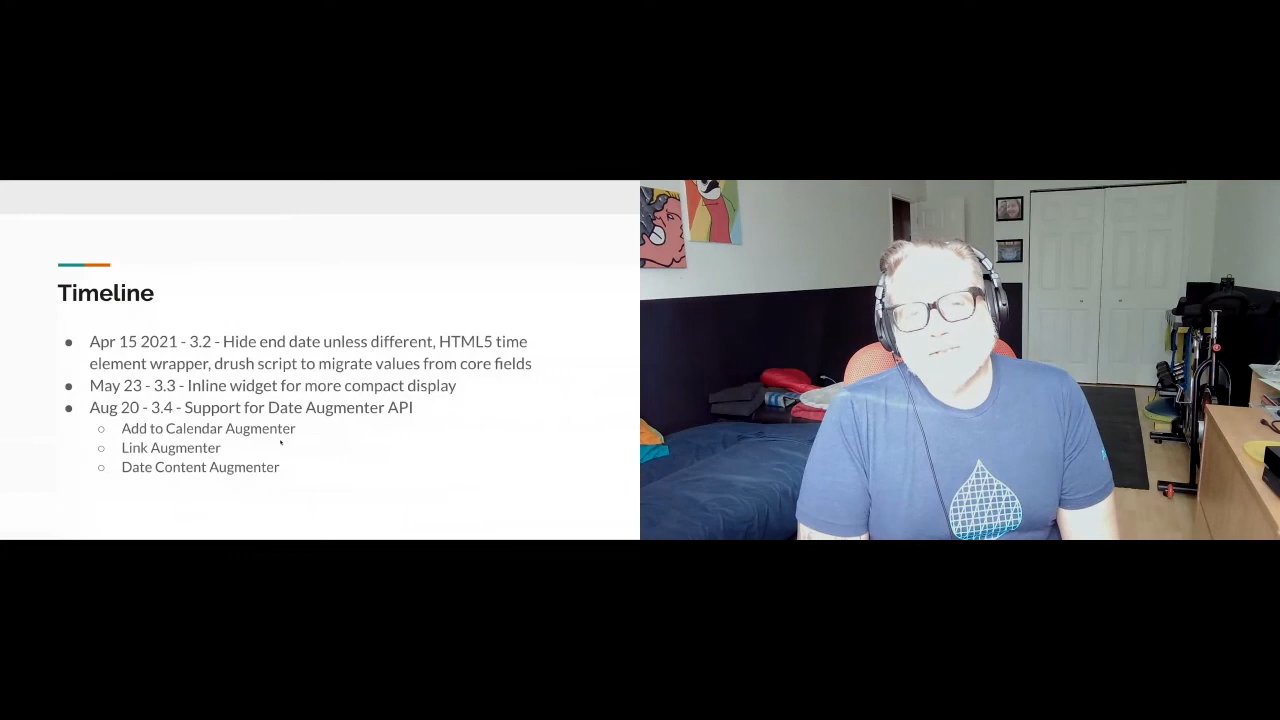 Timeline
● Apr 15 2021 - 3.2 - Hide end date unless different, HTML5 time
element wrapper, drush script to migrate values from core fields
● May 23 - 3.3 - Inline widget for more compact display
● Aug 20 - 3.4 - Support for Date Augmenter API
○ Add to Calendar Augmenter
○ Link Augmenter
○ Date Content Augmenter